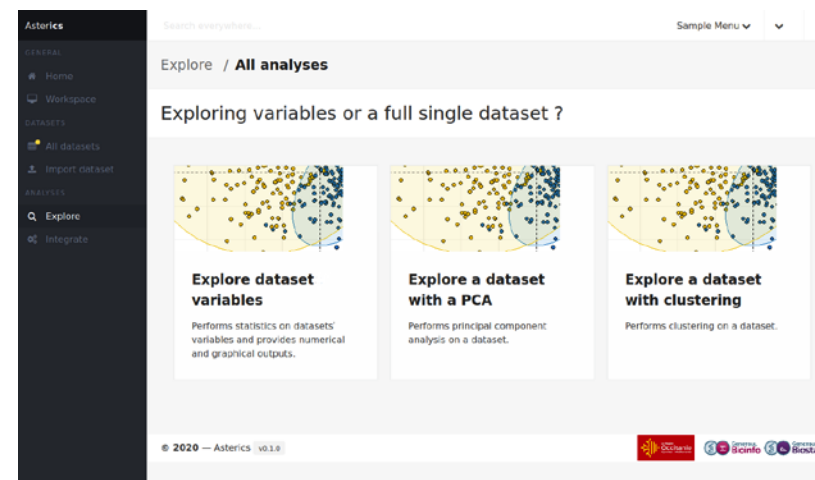 Asterics
Search everywhere...
Sample Menu
GENERAL
Home
Workspace
DATASETS
All datasets
Import dataset
ANALYSES
Explore
Integrate
Explore / All analyses
Exploring variables or a full single dataset ?
Explore dataset
variables
Performs statistics on datasets'
variables and provides numerical
and graphical outputs.
Explore a dataset
with a PCA
Performs principal component
analysis on a dataset.
Explore a dataset
with clustering
Performs clustering on a dataset.
© 2020 — Asterics v0.1.0
Occitanie
Bioinfo